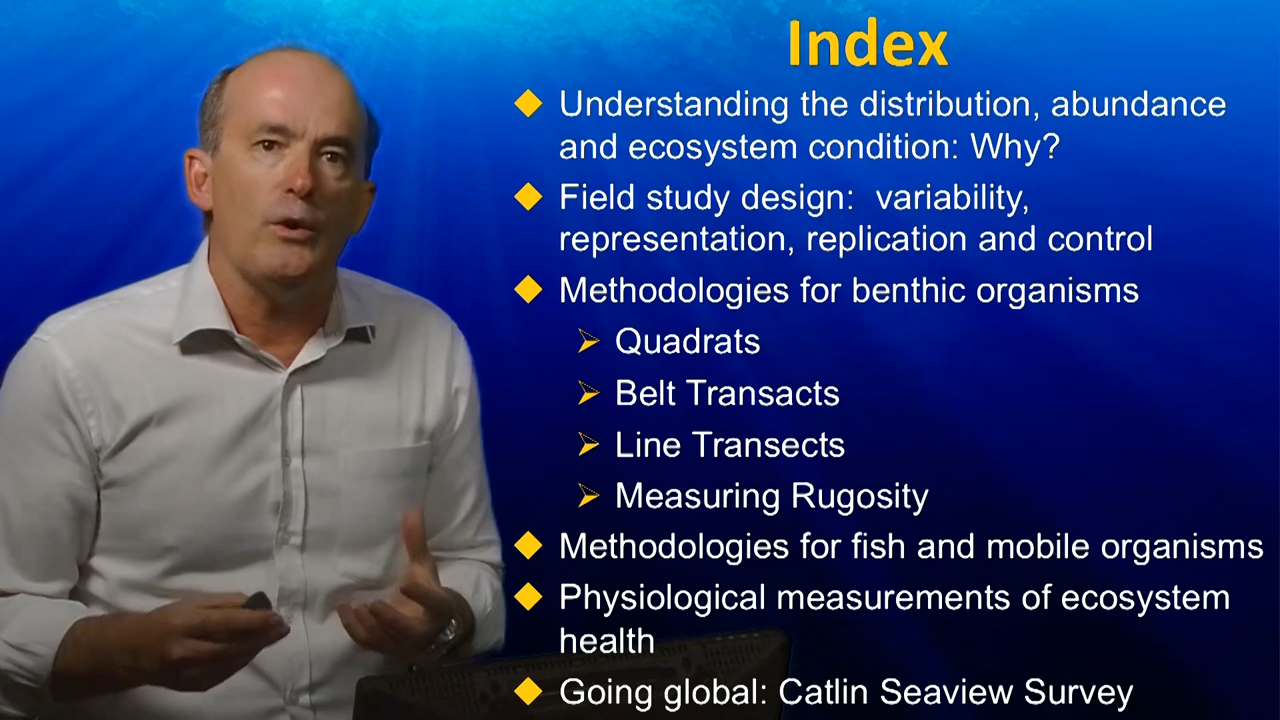 Index
Understanding the distribution, abundance
and ecosystem condition: Why?
Field study design:  variability,
representation, replication and control
Methodologies for benthic organisms
Quadrats
Belt Transacts
Line Transects
Measuring Rugosity
Methodologies for fish and mobile organisms
Physiological measurements of ecosystem
health
Going global: Catlin Seaview Survey